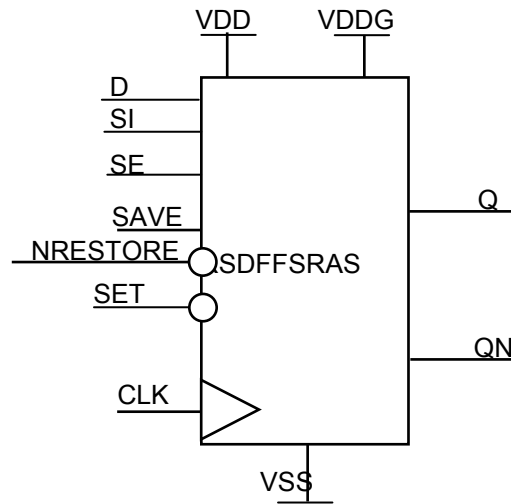 VDD VDDG
D
SI
SE
SAVE
NRESTORE
SDFFSRAS
SET
Q
QN
CLK
VSS